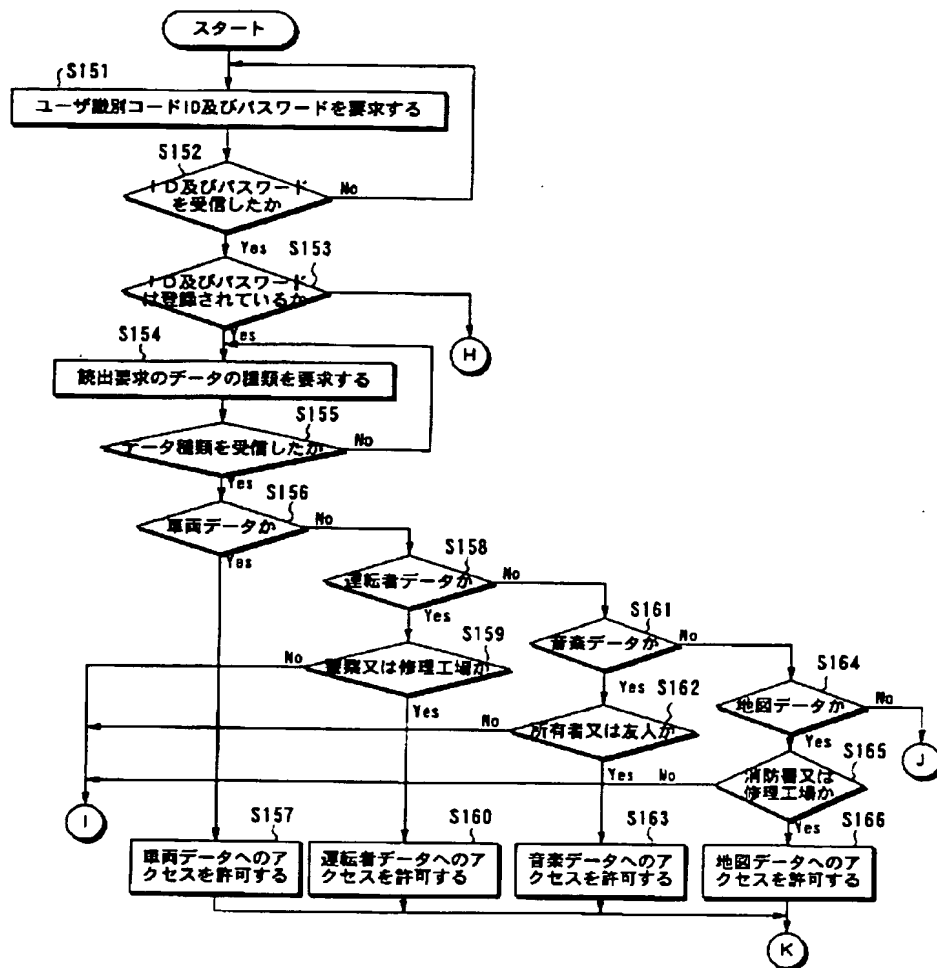 スタート
S151
ユーザ識別コードID及びパスワードを要求する
S152
ID及びパスワード
を受信したか
No
Yes
S153
ID及びパスワード
は登録されているか
Yes
H
S154
読出要求のデータの種類を要求する
S155
データ種類を受信したか
No
Yes
S156
車両データか
No
Yes
S158
運転者データか
No
Yes
S161
音楽データか
No
Yes
S159
警察又は修理工場か
No
Yes
S162
所有者又は友人か
No
Yes
S164
地図データか
No
Yes
J
S165
消防署又は
修理工場か
No
Yes
I
S157
車両データへのア
クセスを許可する
S160
運転者データへのア
クセスを許可する
S163
音楽データへのア
クセスを許可する
S166
地図データへのア
クセスを許可する
K